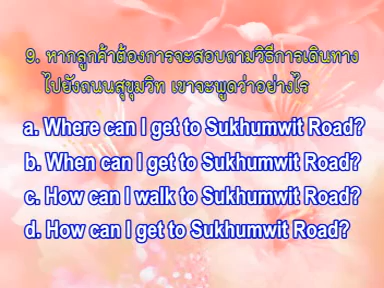 9. หากลูกค้าต้องการจะสอบถามวิธีการเดินทาง
ไปยังถนนสุขุมวิท เขาจะพูดว่าอย่างไร
a. Where can I get to Sukhumwit Road?
b. When can I get to Sukhumwit Road?
c. How can I walk to Sukhumwit Road?
d. How can I get to Sukhumwit Road?